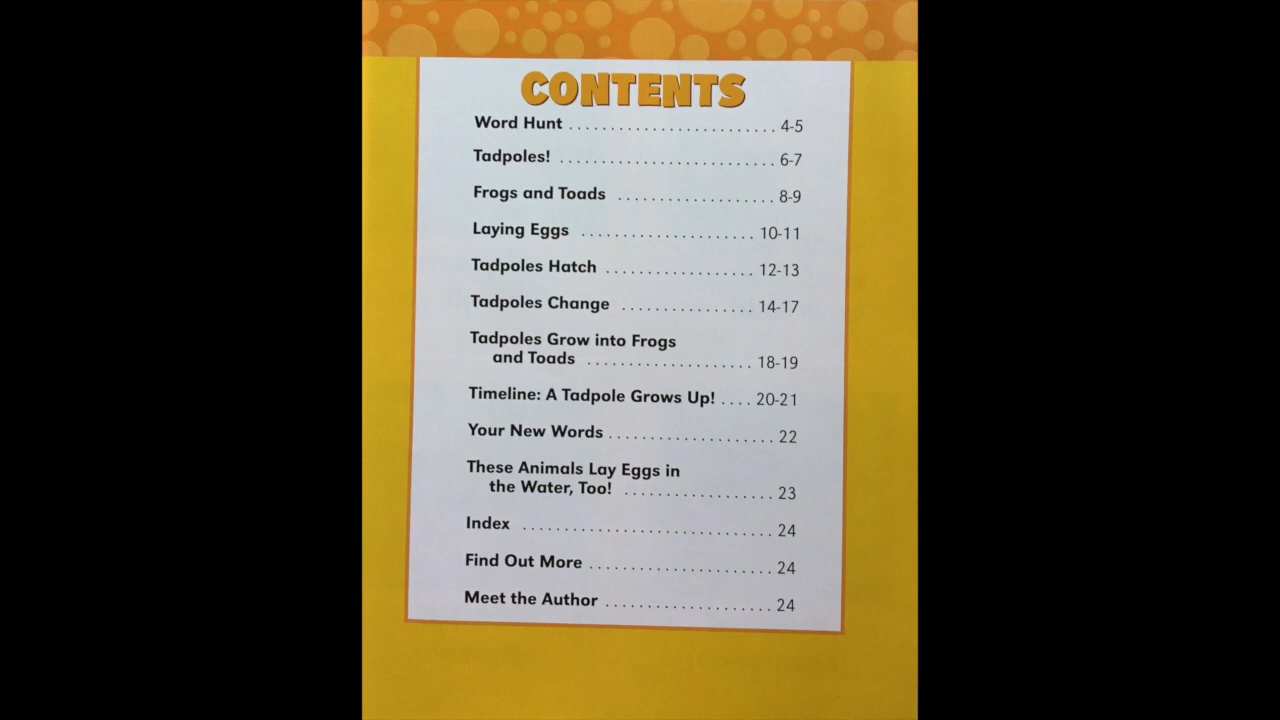 CONTENTS
Word Hunt ......................... 4-5
Tadpoles! .......................... 6-7
Frogs and Toads ................... 8-9
Laying Eggs ..................... 10-11
Tadpoles Hatch .................. 12-13
Tadpoles Change ................ 14-17
Tadpoles Grow into Frogs
and Toads .................... 18-19
Timeline: A Tadpole Grows Up! .... 20-21
Your New Words .................... 22
These Animals Lay Eggs in
the Water, Too! .................. 23
Index .............................. 24
Find Out More ...................... 24
Meet the Author .................... 24